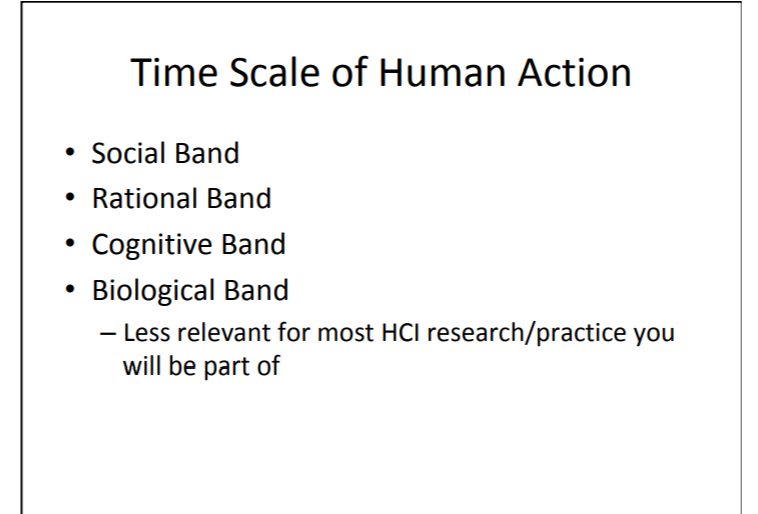 Time Scale of Human Action
• Social Band
• Rational Band
• Cognitive Band
• Biological Band
– Less relevant for most HCI research/practice you
will be part of